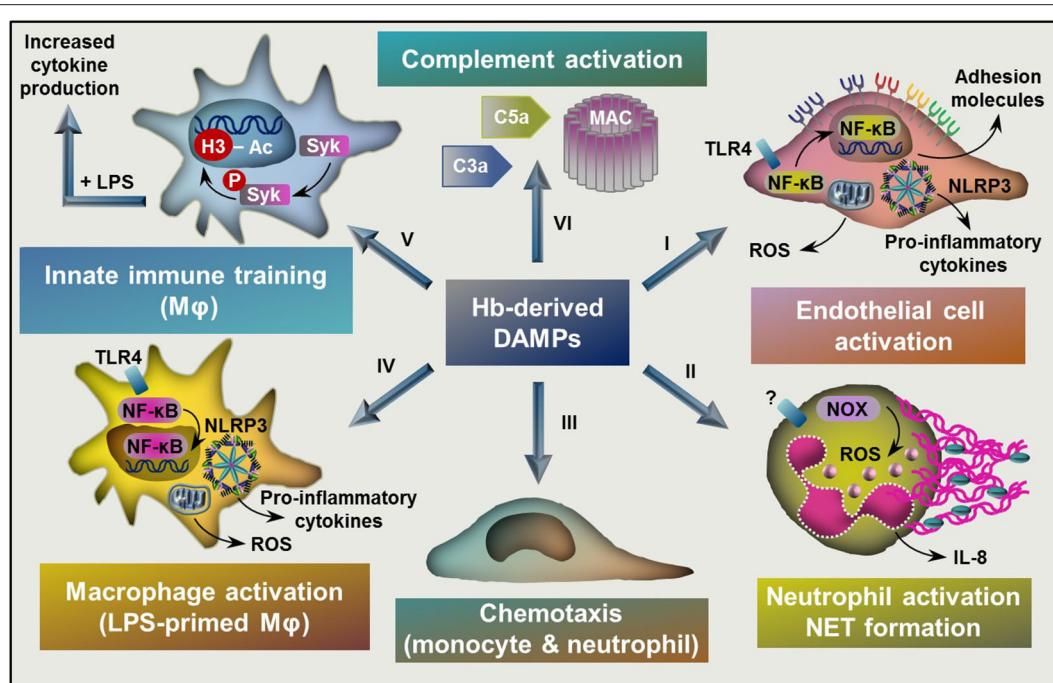 Increased
cytokine
production
+ LPS
H3 – Ac
Syk
P
Syk
V
Innate immune training
(Mφ)
Complement activation
C5a
C3a
MAC
VI
Adhesion
molecules
TLR4
NF-κB
NF-κB
NLRP3
ROS
Pro-inflammatory
cytokines
I
Endothelial cell
activation
Hb-derived
DAMPs
IV
TLR4
NF-κB
NF-κB
NLRP3
Pro-inflammatory
cytokines
ROS
Macrophage activation
(LPS-primed Mφ)
III
Chemotaxis
(monocyte & neutrophil)
II
?
NOX
ROS
IL-8
Neutrophil activation
NET formation